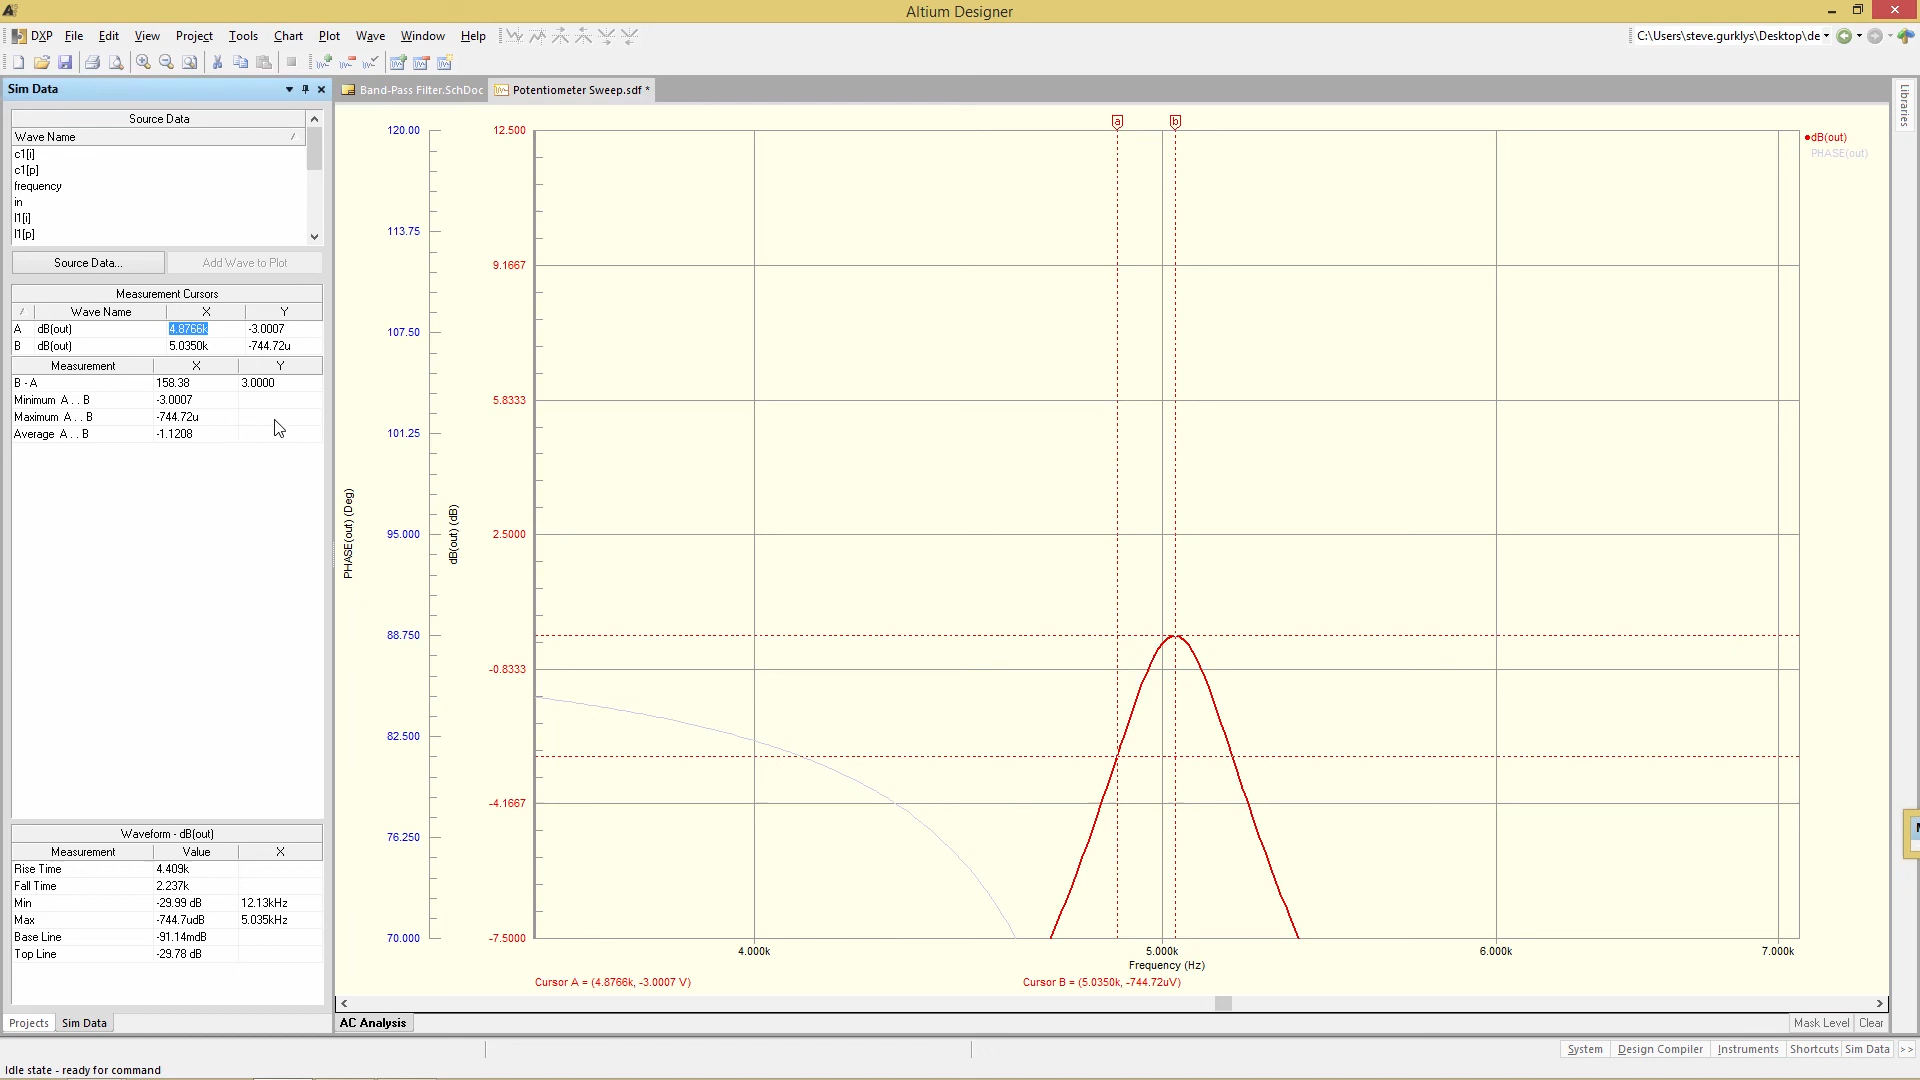 Altium Designer
DXP File Edit View Project Tools Chart Plot Wave Window Help
C:\Users\steve.gurklys\Desktop\de
Sim Data
Band-Pass Filter.SchDoc
Potentiometer Sweep.sdf *
Libraries
Source Data
Wave Name
c1[i]
c1[p]
frequency
in
l1[i]
l1[p]
Source Data...
Add Wave to Plot
Measurement Cursors
Wave Name X Y
A dB(out) 4.8766k -3.0007
B dB(out) 5.0350k -744.72u
Measurement X Y
B - A 158.38 3.0000
Minimum A . . B -3.0007
Maximum A . . B -744.72u
Average A . . B -1.1208
Waveform - dB(out)
Measurement Value X
Rise Time 4.409k
Fall Time 2.237k
Min -29.99 dB 12.13kHz
Max -744.7udB 5.035kHz
Base Line -91.14mdB
Top Line -29.78 dB
Projects
Sim Data
a
b
dB(out)
PHASE(out)
120.00
113.75
107.50
101.25
95.000
88.750
82.500
76.250
70.000
PHASE(out) (Deg)
12.500
9.1667
5.8333
2.5000
-0.8333
-4.1667
-7.5000
dB(out) (dB)
4.000k 5.000k 6.000k 7.000k
Frequency (Hz)
Cursor A = (4.8766k, -3.0007 V)
Cursor B = (5.0350k, -744.72uV)
AC Analysis
Mask Level
Clear
System
Design Compiler
Instruments
Shortcuts
Sim Data
>>
Idle state - ready for command